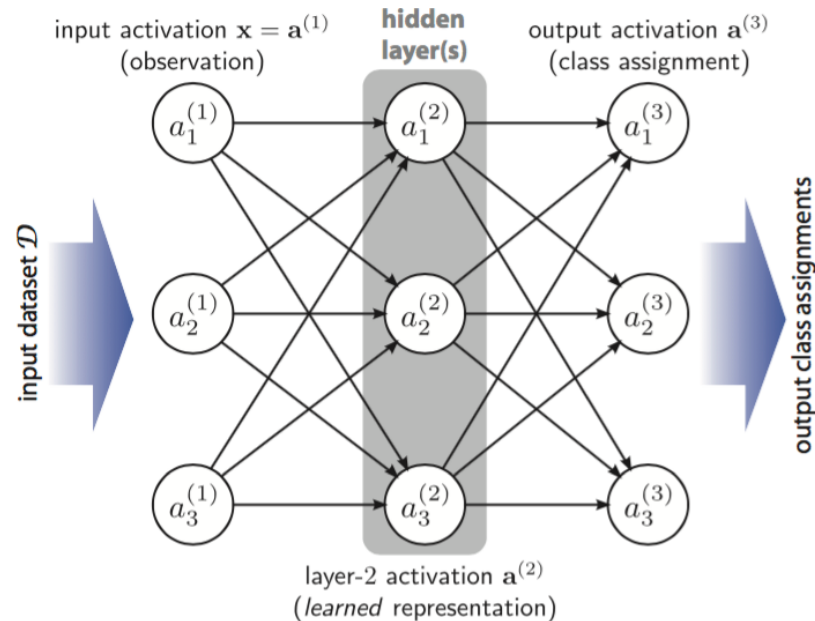 input activation x = a^(1)
(observation)
hidden
layer(s)
output activation a^(3)
(class assignment)
a_1^(1)
a_1^(2)
a_1^(3)
input dataset 𝒟
a_2^(1)
a_2^(2)
a_2^(3)
output class assignments
a_3^(1)
a_3^(2)
a_3^(3)
layer-2 activation a^(2)
(learned representation)